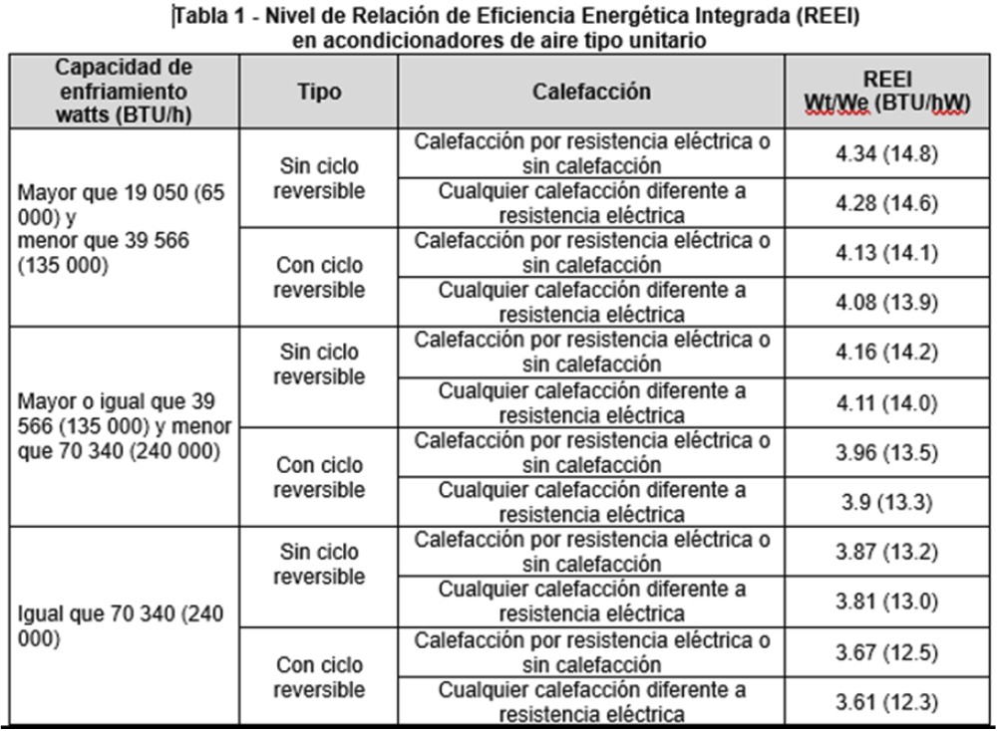 Tabla 1 - Nivel de Relación de Eficiencia Energética Integrada (REEI)
en acondicionadores de aire tipo unitario
Capacidad de
enfriamiento
watts (BTU/h)
Tipo
Calefacción
REEI
Wt/We (BTU/hW)
Mayor que 19 050 (65
000) y
menor que 39 566
(135 000)
Sin ciclo
reversible
Calefacción por resistencia eléctrica o
sin calefacción
4.34 (14.8)
Cualquier calefacción diferente a
resistencia eléctrica
4.28 (14.6)
Con ciclo
reversible
Calefacción por resistencia eléctrica o
sin calefacción
4.13 (14.1)
Cualquier calefacción diferente a
resistencia eléctrica
4.08 (13.9)
Mayor o igual que 39
566 (135 000) y menor
que 70 340 (240 000)
Sin ciclo
reversible
Calefacción por resistencia eléctrica o
sin calefacción
4.16 (14.2)
Cualquier calefacción diferente a
resistencia eléctrica
4.11 (14.0)
Con ciclo
reversible
Calefacción por resistencia eléctrica o
sin calefacción
3.96 (13.5)
Cualquier calefacción diferente a
resistencia eléctrica
3.9 (13.3)
Igual que 70 340 (240
000)
Sin ciclo
reversible
Calefacción por resistencia eléctrica o
sin calefacción
3.87 (13.2)
Cualquier calefacción diferente a
resistencia eléctrica
3.81 (13.0)
Con ciclo
reversible
Calefacción por resistencia eléctrica o
sin calefacción
3.67 (12.5)
Cualquier calefacción diferente a
resistencia eléctrica
3.61 (12.3)